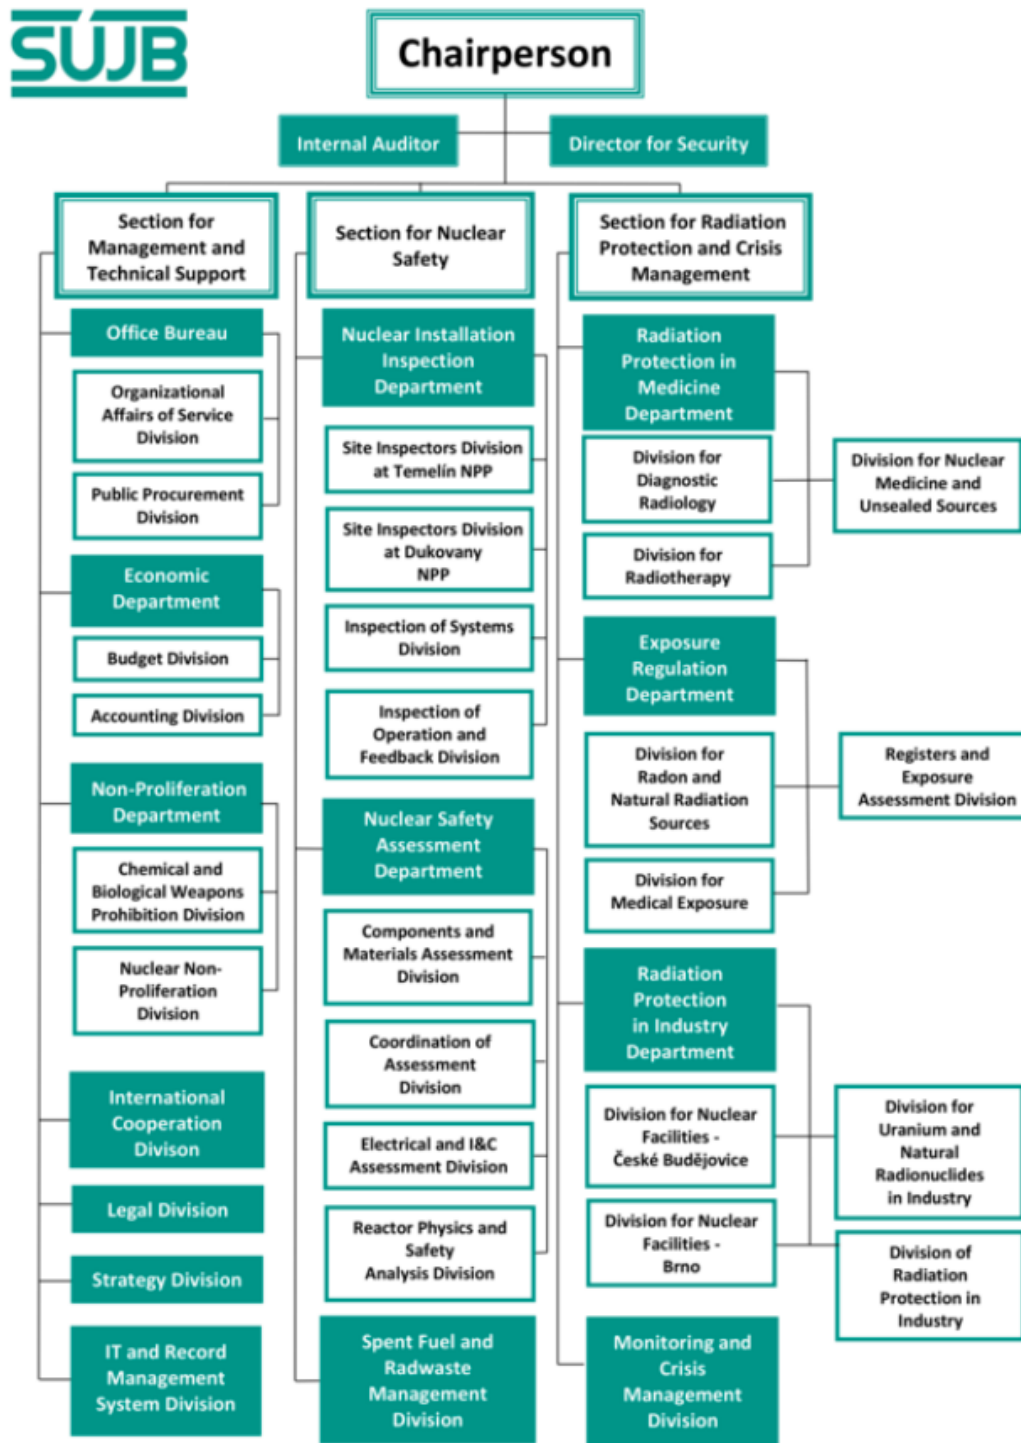 SÚJB
Chairperson
Internal Auditor
Director for Security
Section for
Management and
Technical Support
Office Bureau
Organizational
Affairs of Service
Division
Public Procurement
Division
Economic
Department
Budget Division
Accounting Division
Non-Proliferation
Department
Chemical and
Biological Weapons
Prohibition Division
Nuclear Non-
Proliferation
Division
International
Cooperation
Divison
Legal Division
Strategy Division
IT and Record
Management
System Division
Section for Nuclear
Safety
Nuclear Installation
Inspection
Department
Site Inspectors Division
at Temelín NPP
Site Inspectors Division
at Dukovany
NPP
Inspection of Systems
Division
Inspection of
Operation and
Feedback Division
Nuclear Safety
Assessment
Department
Components and
Materials Assessment
Division
Coordination of
Assessment
Division
Electrical and I&C
Assessment Division
Reactor Physics and
Safety
Analysis Division
Spent Fuel and
Radwaste
Management
Division
Section for Radiation
Protection and Crisis
Management
Radiation
Protection in
Medicine
Department
Division for
Diagnostic
Radiology
Division for Nuclear
Medicine and
Unsealed Sources
Division for
Radiotherapy
Exposure
Regulation
Department
Division for
Radon and
Natural Radiation
Sources
Registers and
Exposure
Assessment Division
Division for
Medical Exposure
Radiation
Protection
in Industry
Department
Division for Nuclear
Facilities -
České Budějovice
Division for
Uranium and
Natural
Radionuclides
in Industry
Division for Nuclear
Facilities -
Brno
Division of
Radiation
Protection in
Industry
Monitoring and
Crisis
Management
Division